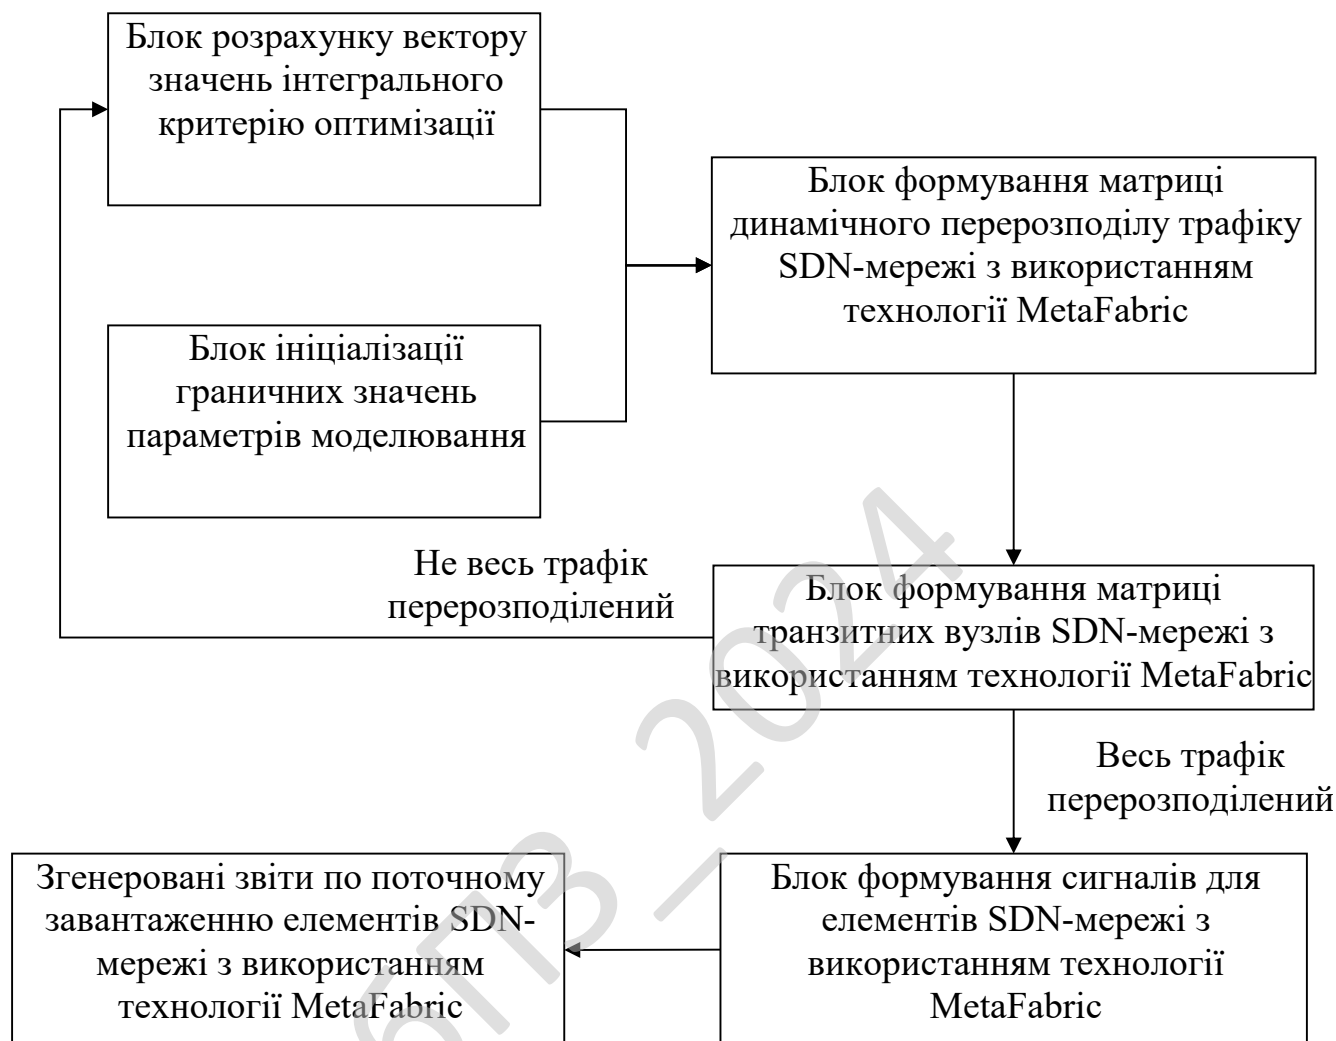 Блок розрахунку вектору
значень інтегрального
критерію оптимізації
Блок формування матриці
динамічного перерозподілу трафіку
SDN-мережі з використанням
технології MetaFabric
Блок ініціалізації
граничних значень
параметрів моделювання
Не весь трафік
перерозподілений
Блок формування матриці
транзитних вузлів SDN-мережі з
використанням технології MetaFabric
Весь трафік
перерозподілений
Згенеровані звіти по поточному
завантаженню елементів SDN-
мережі з використанням
технології MetaFabric
Блок формування сигналів для
елементів SDN-мережі з
використанням технології
MetaFabric
бПЗ_2024